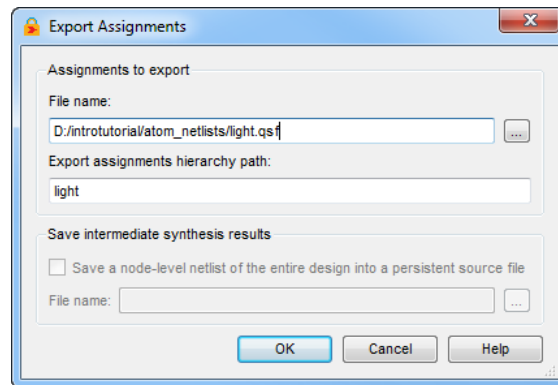 Export Assignments
Assignments to export
File name:
D:/introtutorial/atom_netlists/light.qsf
...
Export assignments hierarchy path:
light
Save intermediate synthesis results
Save a node-level netlist of the entire design into a persistent source file
File name:
...
OK Cancel Help